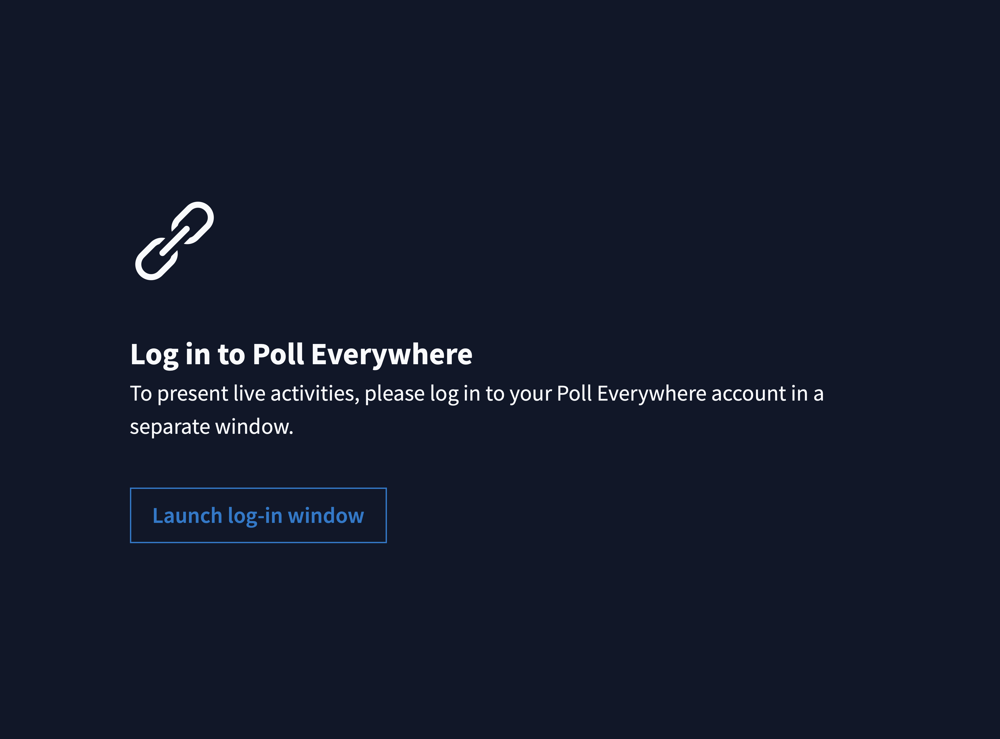 Log in to Poll Everywhere
To present live activities, please log in to your Poll Everywhere account in a
separate window.
Launch log-in window